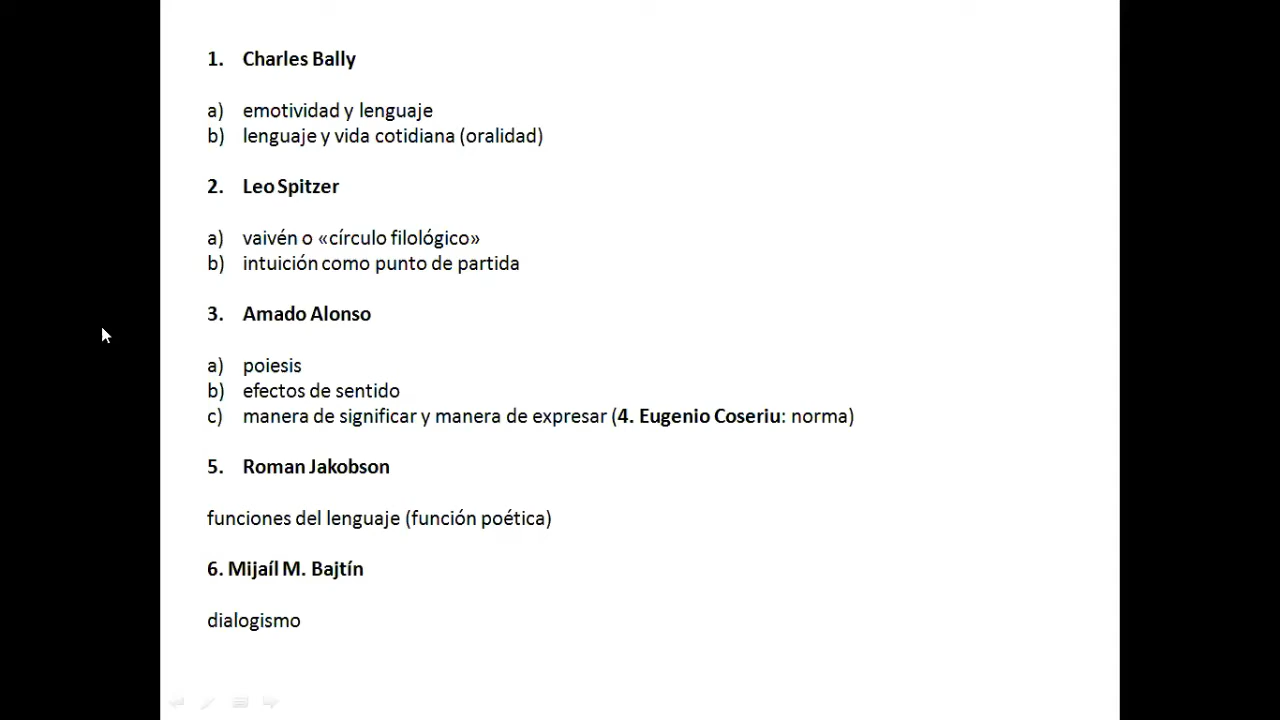 1. Charles Bally
a) emotividad y lenguaje
b) lenguaje y vida cotidiana (oralidad)
2. Leo Spitzer
a) vaivén o «círculo filológico»
b) intuición como punto de partida
3. Amado Alonso
a) poiesis
b) efectos de sentido
c) manera de significar y manera de expresar (4. Eugenio Coseriu: norma)
5. Roman Jakobson
funciones del lenguaje (función poética)
6. Mijaíl M. Bajtín
dialogismo